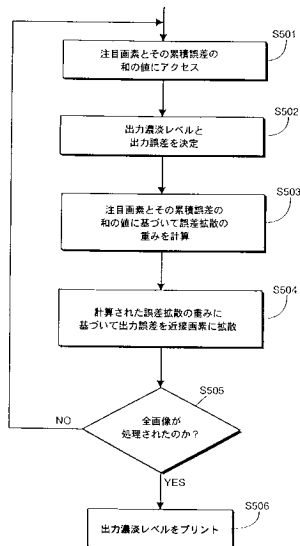 S501
注目画素とその累積誤差の
和の値にアクセス
S502
出力濃淡レベルと
出力誤差を決定
S503
注目画素とその累積誤差の
和の値に基づいて誤差拡散の
重みを計算
S504
計算された誤差拡散の重みに
基づいて出力誤差を近接画素に拡散
S505
全画像が
処理されたのか?
NO
YES
S506
出力濃淡レベルをプリント